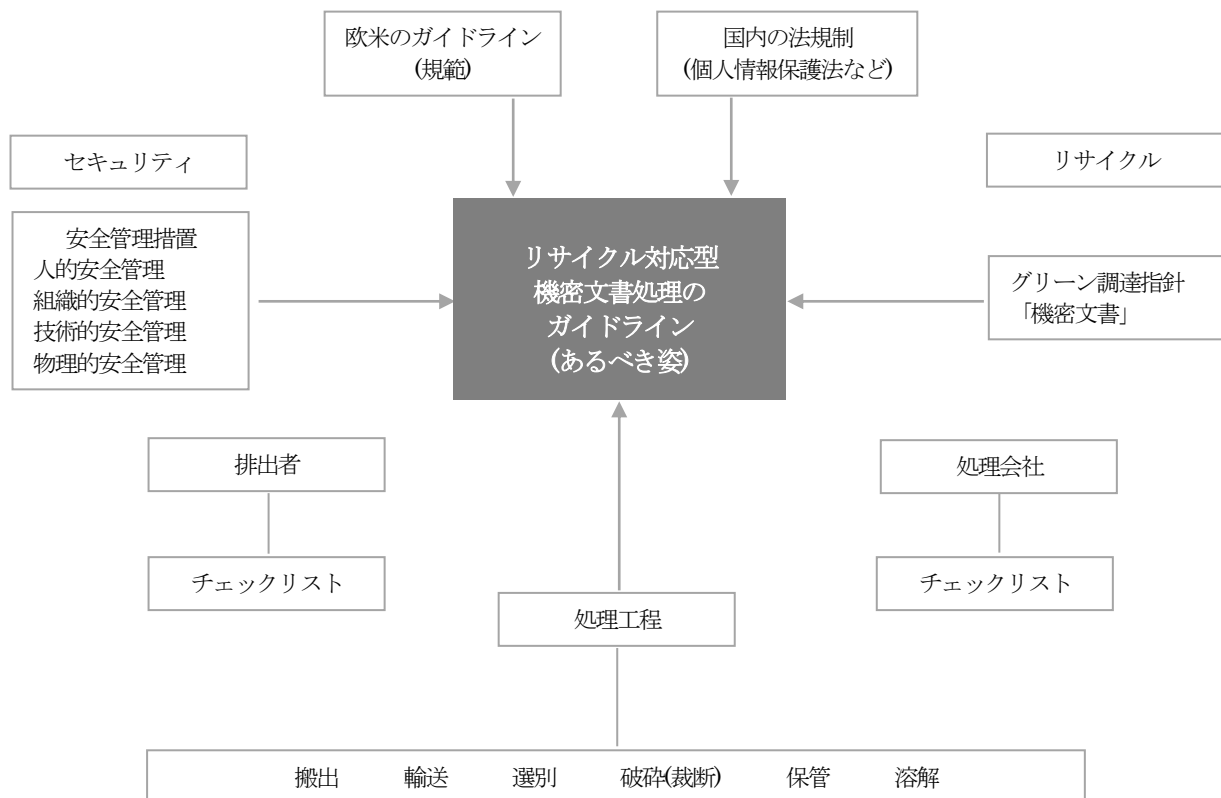 欧米のガイドライン
(規範)
国内の法規制
(個人情報保護法など)
セキュリティ
リサイクル
安全管理措置
人的安全管理
組織的安全管理
技術的安全管理
物理的安全管理
リサイクル対応型
機密文書処理の
ガイドライン
(あるべき姿)
グリーン調達指針
「機密文書」
排出者
処理会社
チェックリスト
チェックリスト
処理工程
搬出 輸送 選別 破砕(裁断) 保管 溶解